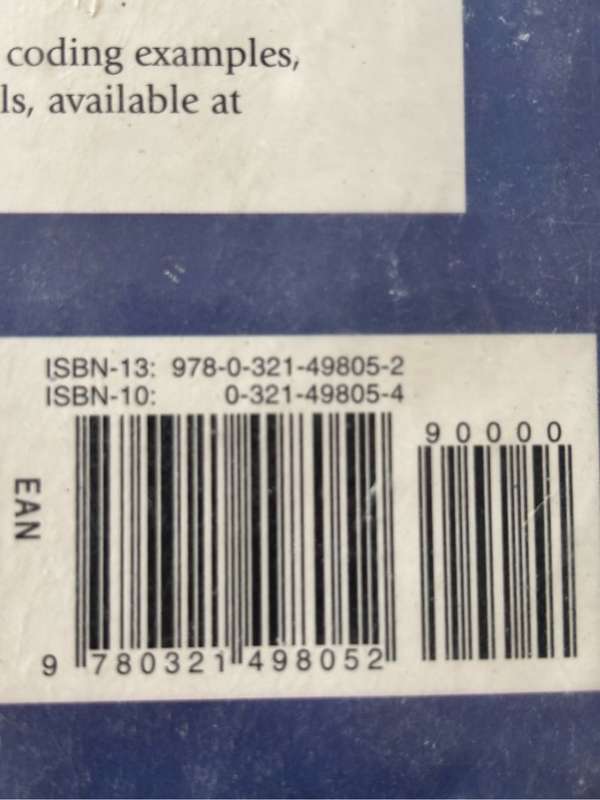 coding examples,
ls, available at
ISBN-13: 978-0-321-49805-2
ISBN-10: 0-321-49805-4
90000
EAN
9 780321 498052